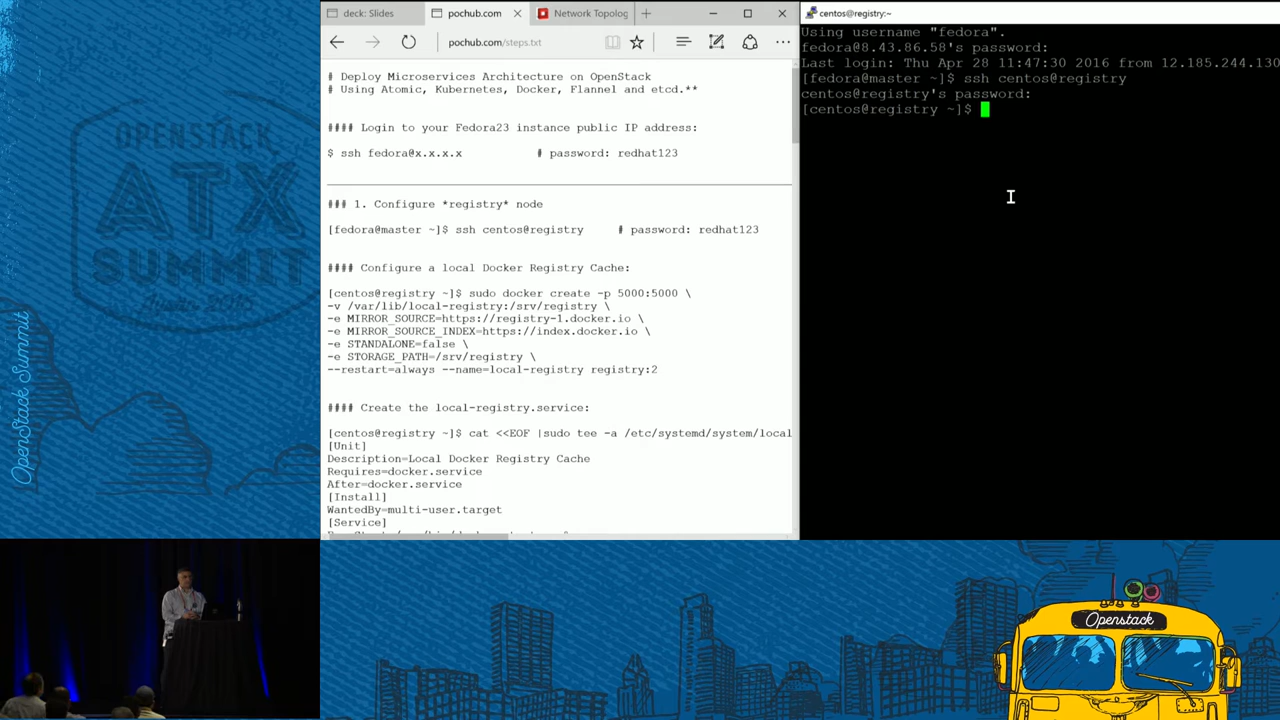 deck: Slides
pochub.com
Network Topolog
pochub.com/steps.txt
# Deploy Microservices Architecture on OpenStack
# Using Atomic, Kubernetes, Docker, Flannel and etcd.**
#### Login to your Fedora23 instance public IP address:
$ ssh fedora@x.x.x.x # password: redhat123
### 1. Configure *registry* node
[fedora@master ~]$ ssh centos@registry # password: redhat123
#### Configure a local Docker Registry Cache:
[centos@registry ~]$ sudo docker create -p 5000:5000 \
-v /var/lib/local-registry:/srv/registry \
-e MIRROR_SOURCE=https://registry-1.docker.io \
-e MIRROR_SOURCE_INDEX=https://index.docker.io \
-e STANDALONE=false \
-e STORAGE_PATH=/srv/registry \
--restart=always --name=local-registry registry:2
#### Create the local-registry.service:
[centos@registry ~]$ cat <<EOF |sudo tee -a /etc/systemd/system/local
[Unit]
Description=Local Docker Registry Cache
Requires=docker.service
After=docker.service
[Install]
WantedBy=multi-user.target
[Service]
centos@registry:~
Using username "fedora".
fedora@8.43.86.58's password:
Last login: Thu Apr 28 11:47:30 2016 from 12.185.244.130
[fedora@master ~]$ ssh centos@registry
centos@registry's password:
[centos@registry ~]$
OPENSTACK
ATX
SUMMIT
OpenStack Summit
Openstack